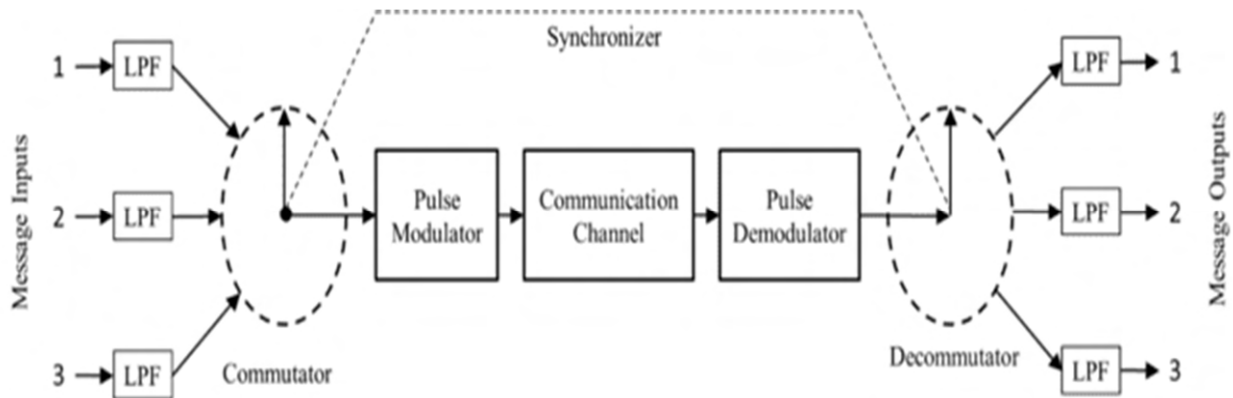 Synchronizer
Message Inputs
1
LPF
2
LPF
3
LPF
Commutator
Pulse
Modulator
Communication
Channel
Pulse
Demodulator
Decommutator
LPF
1
LPF
2
LPF
3
Message Outputs